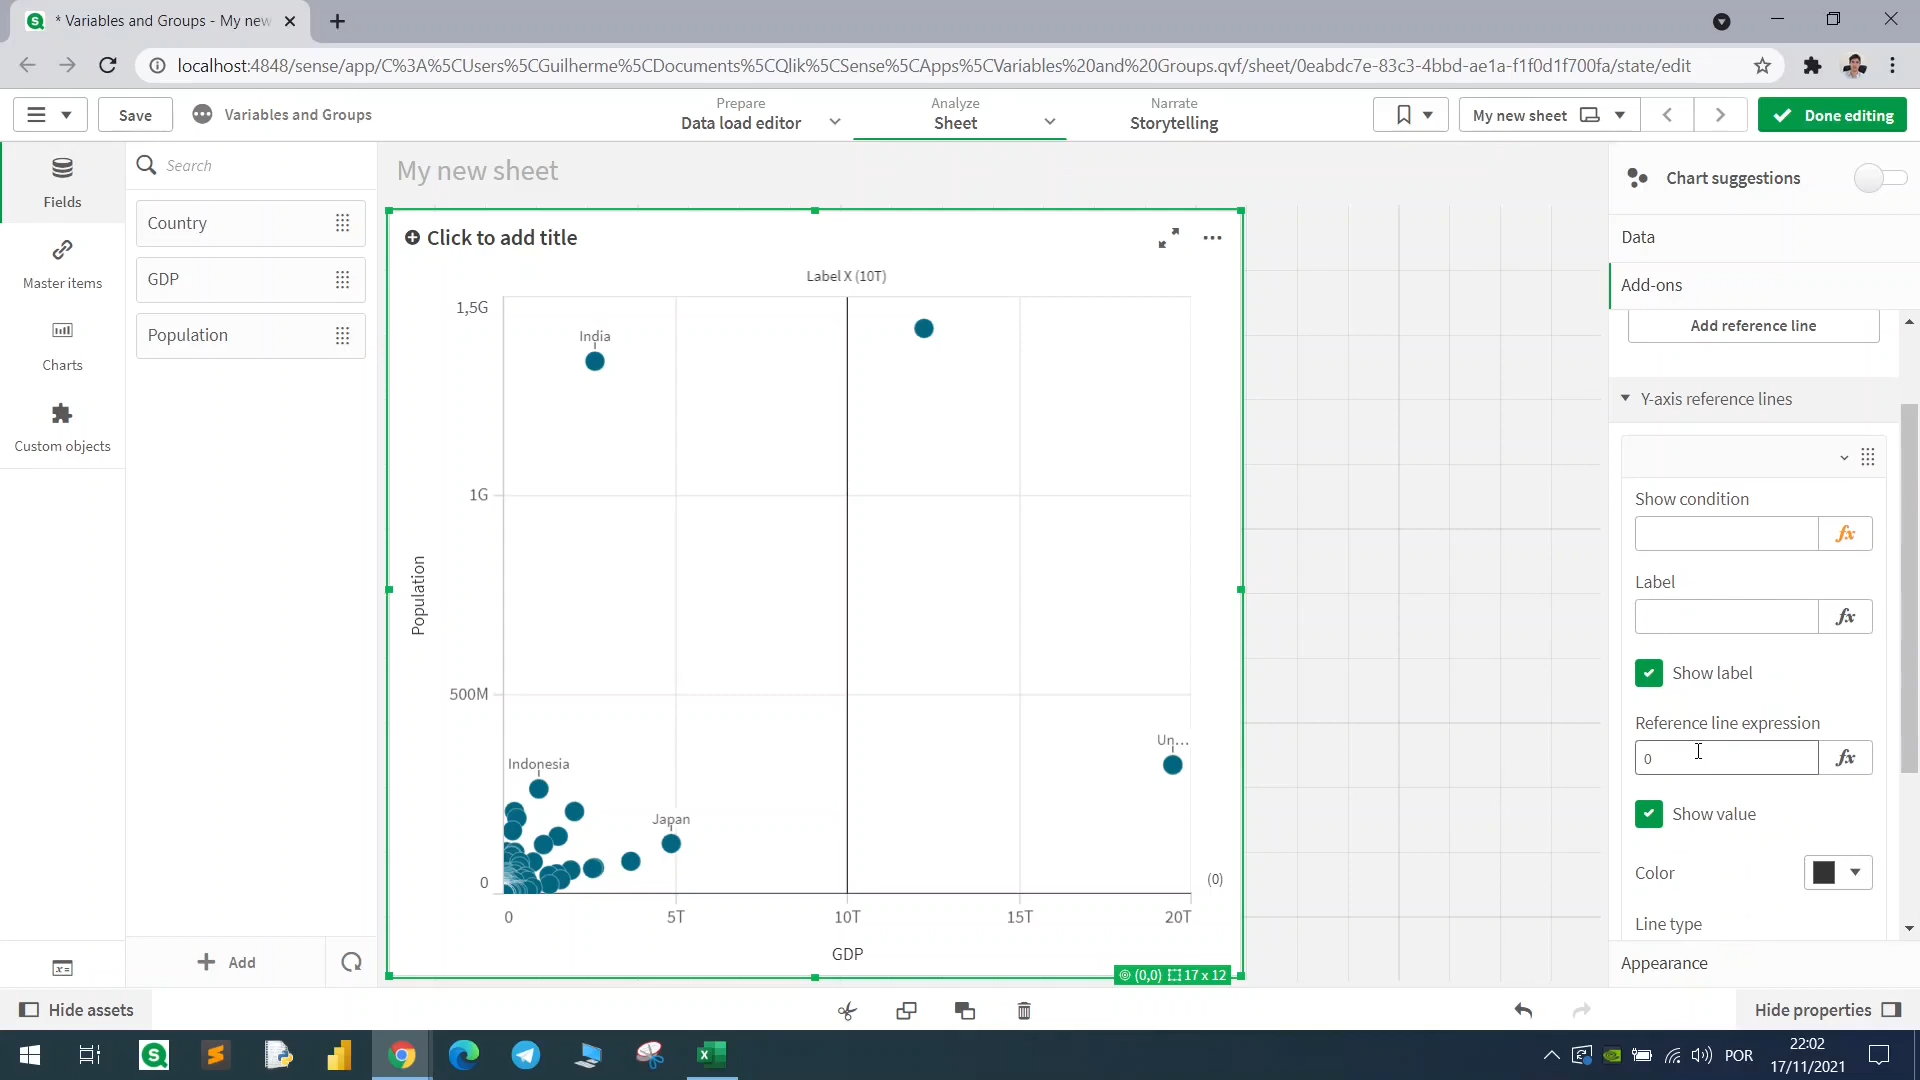 * Variables and Groups - My new
localhost:4848/sense/app/C%3A%5CUsers%5CGuilherme%5CDocuments%5CQlik%5CSense%5CApps%5CVariables%20and%20Groups.qvf/sheet/0eabdc7e-83c3-4bbd-ae1a-f1f0d1f700fa/state/edit
Save
Variables and Groups
Prepare
Data load editor
Analyze
Sheet
Narrate
Storytelling
My new sheet
Done editing
Fields
Master items
Charts
Custom objects
Search
Country
GDP
Population
Add
My new sheet
Click to add title
Label X (10T)
1,5G
1G
500M
0
Population
India
Indonesia
Japan
Un...
(0)
0
5T
10T
15T
20T
GDP
(0,0) 17 x 12
Chart suggestions
Data
Add-ons
Add reference line
Y-axis reference lines
Show condition
fx
Label
fx
Show label
Reference line expression
0
fx
Show value
Color
Line type
Appearance
Hide assets
Hide properties
POR
22:02
17/11/2021